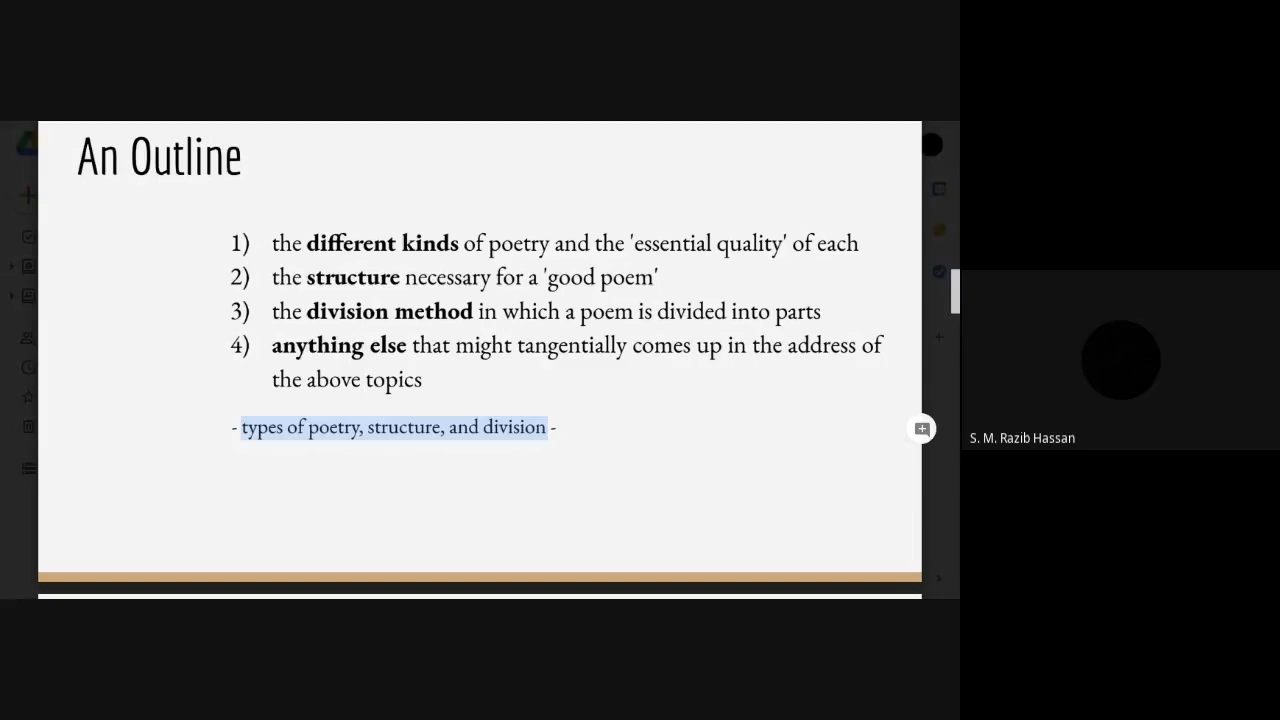 An Outline
1) the different kinds of poetry and the 'essential quality' of each
2) the structure necessary for a 'good poem'
3) the division method in which a poem is divided into parts
4) anything else that might tangentially comes up in the address of
the above topics
- types of poetry, structure, and division -
S. M. Razib Hassan